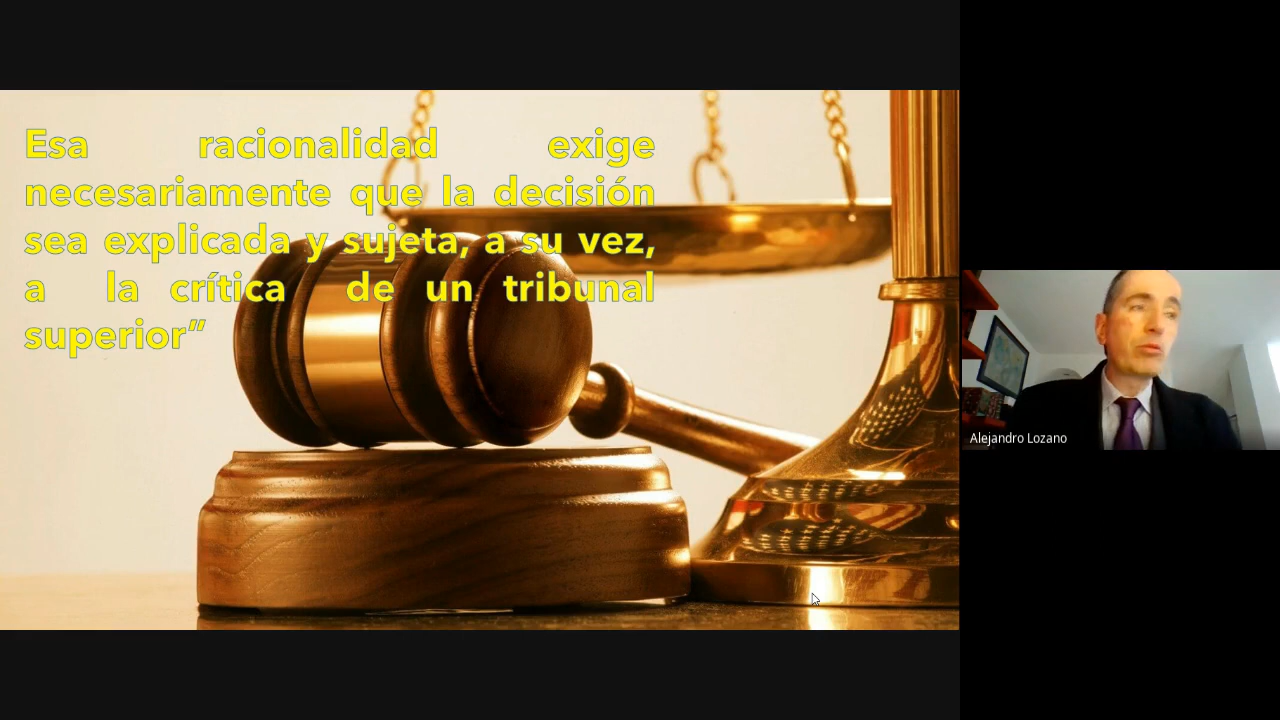 Esa racionalidad exige
necesariamente que la decisión
sea explicada y sujeta, a su vez,
a la crítica de un tribunal
superior”
Alejandro Lozano